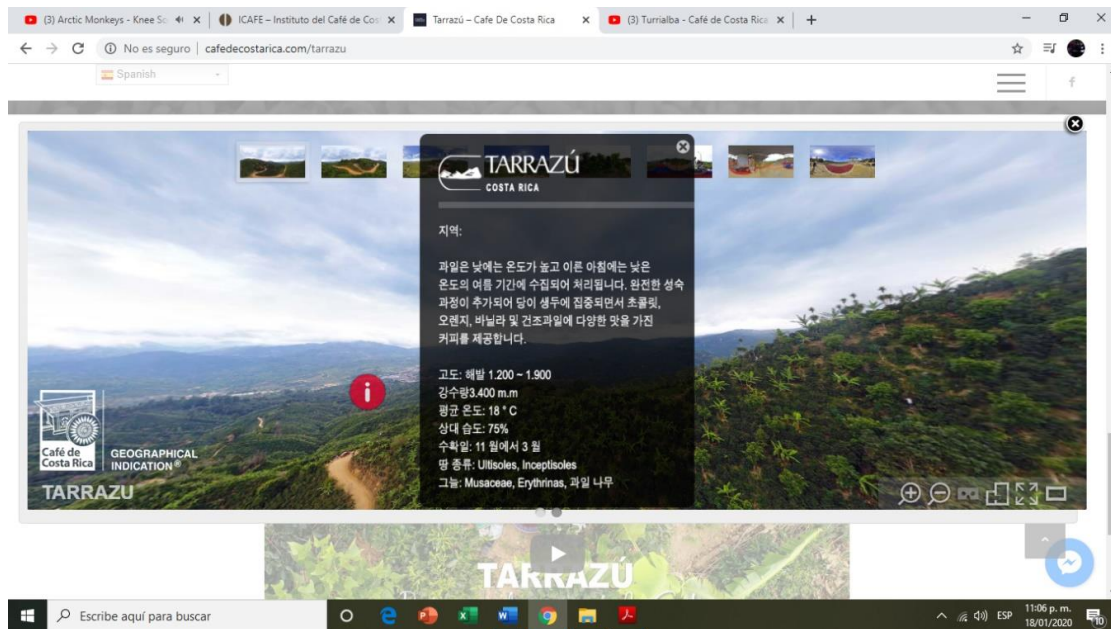 (3) Arctic Monkeys - Knee So
ICAFE – Instituto del Café de Cos
Tarrazú – Cafe De Costa Rica
(3) Turrialba - Café de Costa Rica
No es seguro | cafedecostarica.com/tarrazu
Spanish
TARRAZÚ
COSTA RICA
지역:
과일은 낮에는 온도가 높고 이른 아침에는 낮은
온도의 여름 기간에 수집되어 처리됩니다. 완전한 성숙
과정이 추가되어 당이 생두에 집중되면서 초콜릿,
오렌지, 바닐라 및 건조과일에 다양한 맛을 가진
커피를 제공합니다.
고도: 해발 1.200 ~ 1.900
강수량3.400 m.m
평균 온도: 18 ° C
상대 습도: 75%
수확일: 11 월에서 3 월
땅 종류: Ultisoles, Inceptisoles
그늘: Musaceae, Erythrinas, 과일 나무
Café de
Costa Rica
GEOGRAPHICAL
INDICATION®
TARRAZU
TARRAZÚ
Escribe aquí para buscar
ESP
11:06 p. m.
18/01/2020